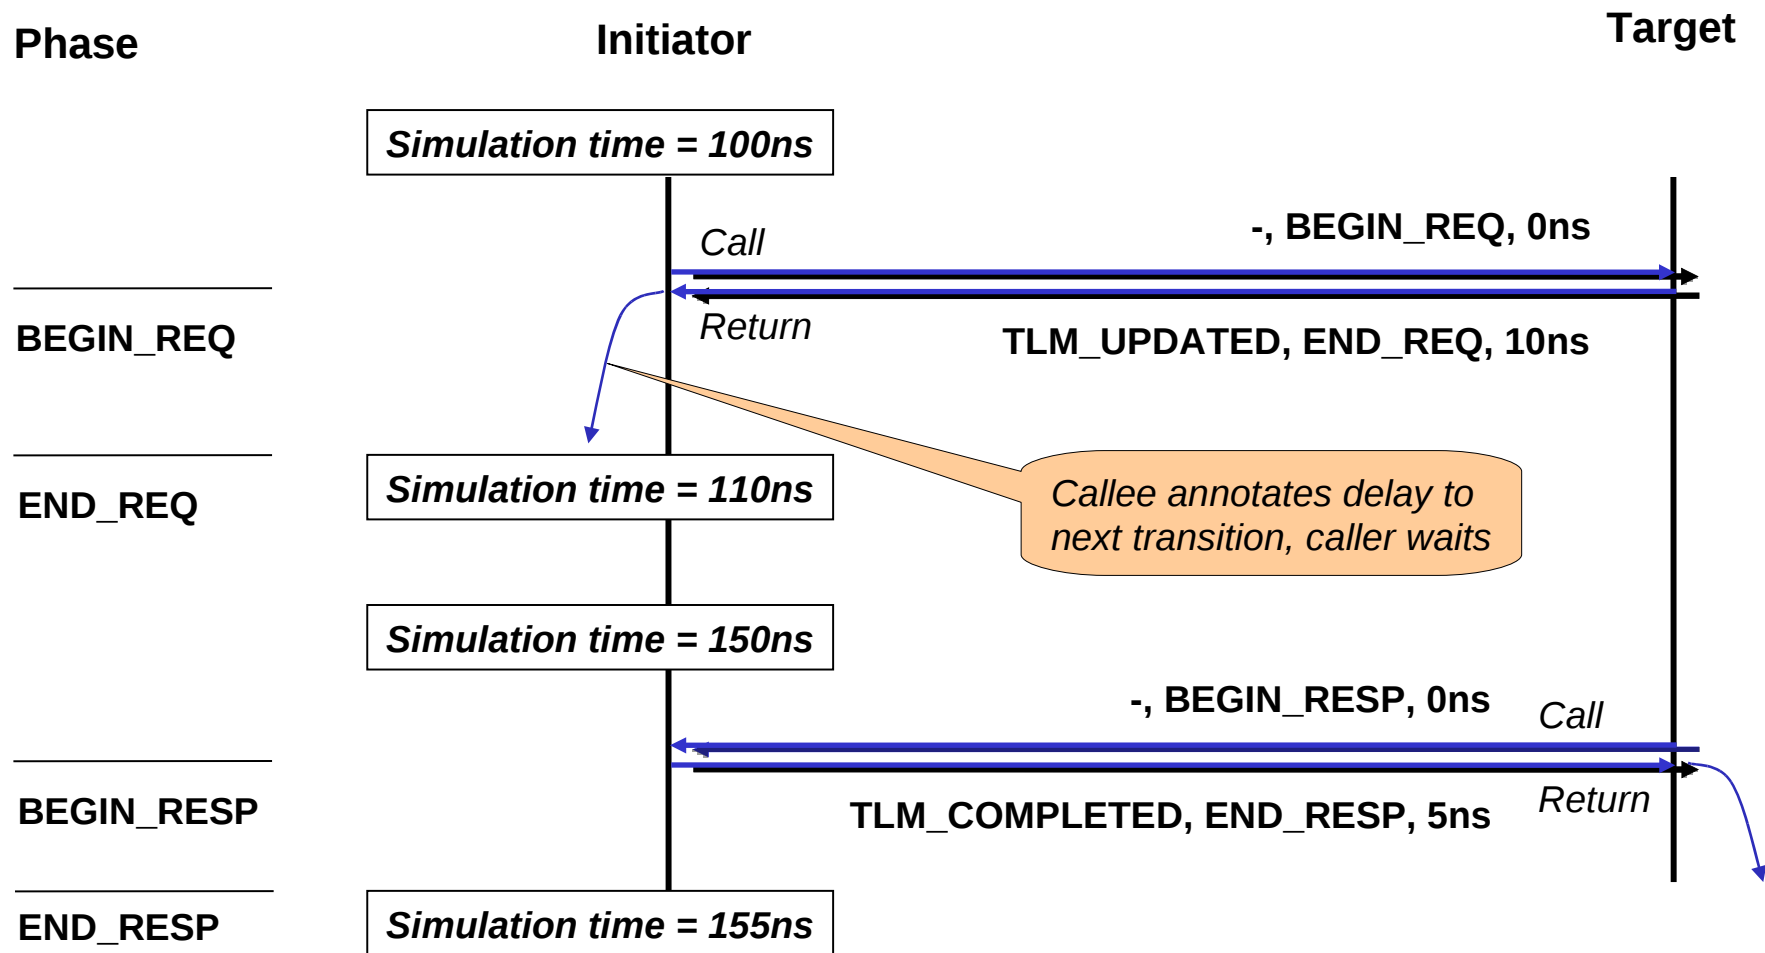 Phase
Initiator
Target
Simulation time = 100ns
-, BEGIN_REQ, 0ns
Call
Return
BEGIN_REQ
TLM_UPDATED, END_REQ, 10ns
Simulation time = 110ns
END_REQ
Callee annotates delay to
next transition, caller waits
Simulation time = 150ns
-, BEGIN_RESP, 0ns
Call
Return
BEGIN_RESP
TLM_COMPLETED, END_RESP, 5ns
END_RESP
Simulation time = 155ns